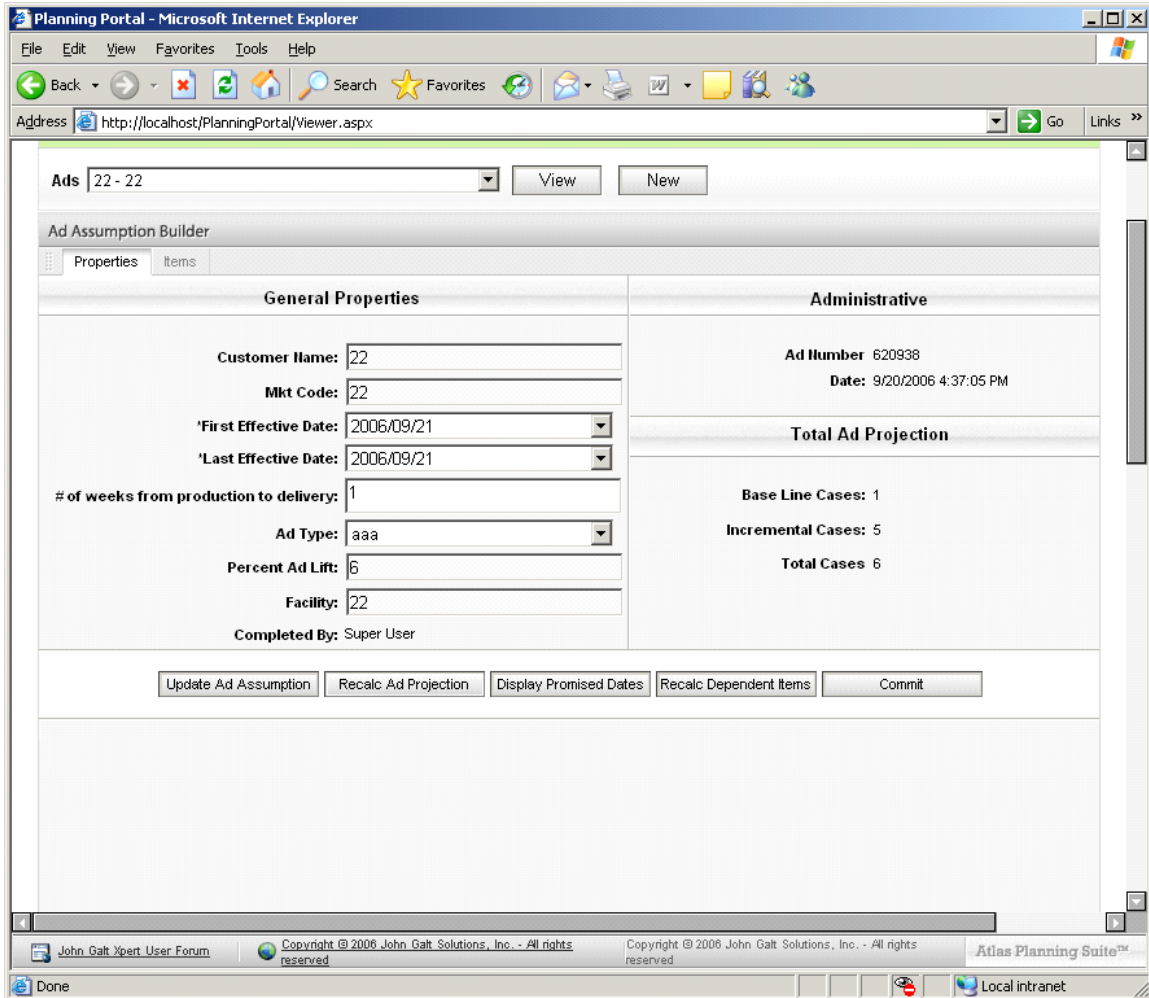 Planning Portal - Microsoft Internet Explorer
File Edit View Favorites Tools Help
Back Search Favorites
Address http://localhost/PlanningPortal/Viewer.aspx Go Links »
Ads 22 - 22 View New
Ad Assumption Builder
Properties Items
General Properties
Customer Name: 22
Mkt Code: 22
*First Effective Date: 2006/09/21
*Last Effective Date: 2006/09/21
# of weeks from production to delivery: 1
Ad Type: aaa
Percent Ad Lift: 6
Facility: 22
Completed By: Super User
Administrative
Ad Number 620938
Date: 9/20/2006 4:37:05 PM
Total Ad Projection
Base Line Cases: 1
Incremental Cases: 5
Total Cases 6
Update Ad Assumption Recalc Ad Projection Display Promised Dates Recalc Dependent Items Commit
John Galt Xpert User Forum
Copyright © 2006 John Galt Solutions, Inc. - All rights
reserved
Copyright © 2006 John Galt Solutions, Inc. - All rights
reserved
Atlas Planning Suite™
Done Local intranet